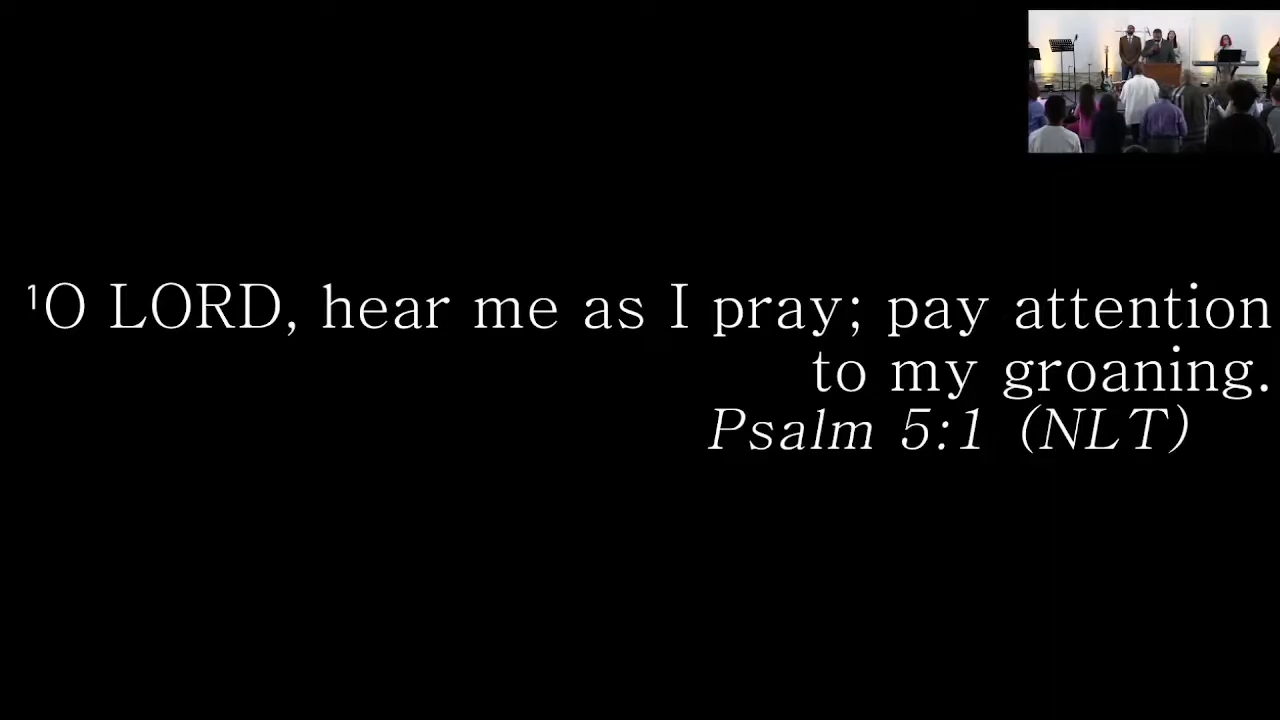 ¹O LORD, hear me as I pray; pay attention
to my groaning.
Psalm 5:1 (NLT)